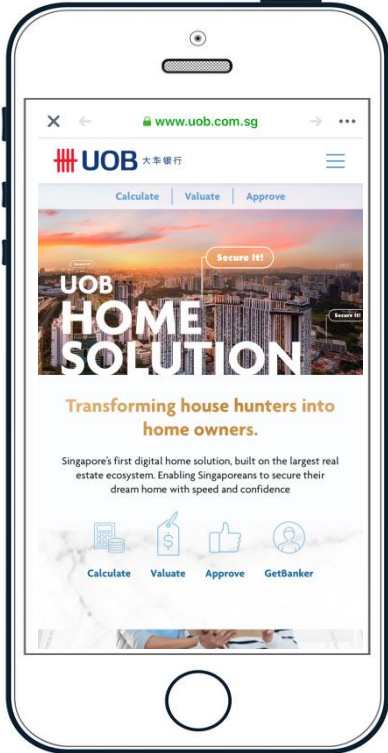 www.uob.com.sg
UOB 大华银行
Calculate Valuate Approve
Secure It!
UOB
HOME
SOLUTION
Secure It!
Transforming house hunters into
home owners.
Singapore's first digital home solution, built on the largest real
estate ecosystem. Enabling Singaporeans to secure their
dream home with speed and confidence
$
Calculate Valuate Approve GetBanker